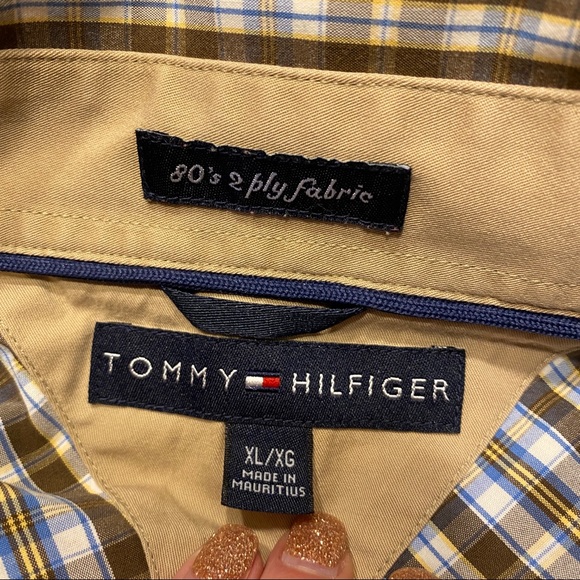 80's 2 ply fabric
TOMMY HILFIGER
XL/XG
MADE IN
MAURITIUS